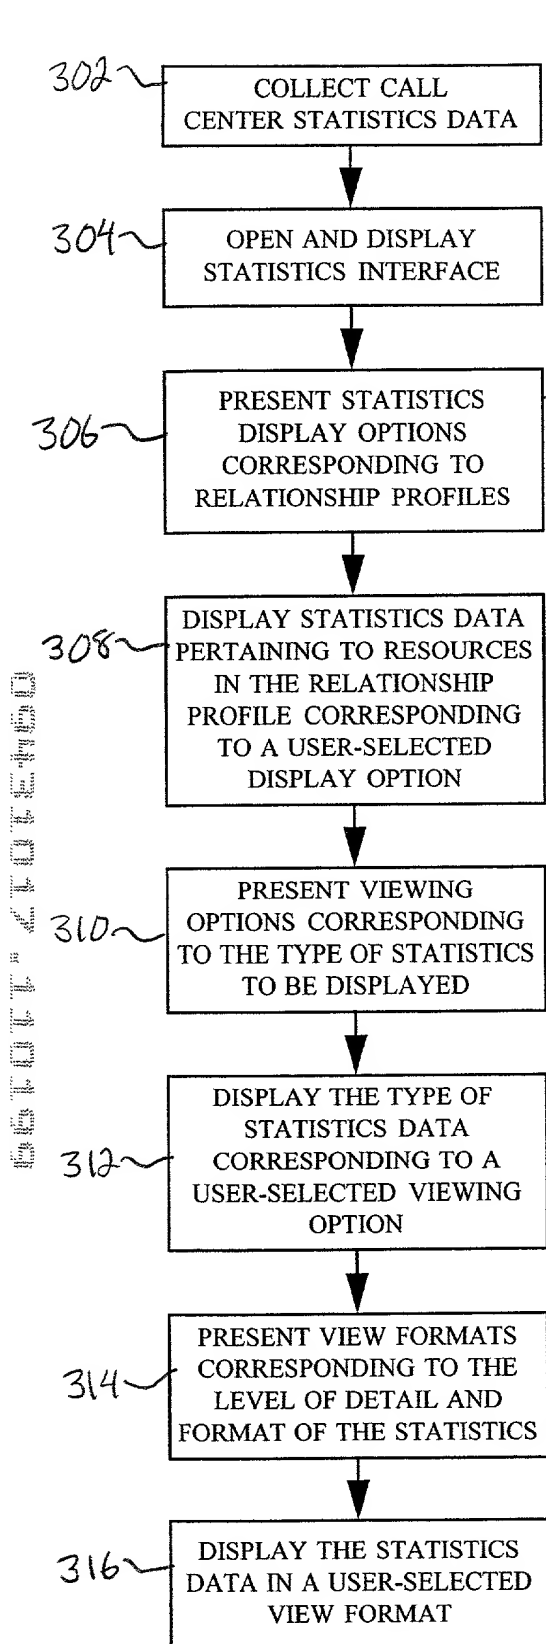 302
COLLECT CALL
CENTER STATISTICS DATA
304
OPEN AND DISPLAY
STATISTICS INTERFACE
306
PRESENT STATISTICS
DISPLAY OPTIONS
CORRESPONDING TO
RELATIONSHIP PROFILES
308
DISPLAY STATISTICS DATA
PERTAINING TO RESOURCES
IN THE RELATIONSHIP
PROFILE CORRESPONDING
TO A USER-SELECTED
DISPLAY OPTION
310
PRESENT VIEWING
OPTIONS CORRESPONDING
TO THE TYPE OF STATISTICS
TO BE DISPLAYED
312
DISPLAY THE TYPE OF
STATISTICS DATA
CORRESPONDING TO A
USER-SELECTED VIEWING
OPTION
314
PRESENT VIEW FORMATS
CORRESPONDING TO THE
LEVEL OF DETAIL AND
FORMAT OF THE STATISTICS
316
DISPLAY THE STATISTICS
DATA IN A USER-SELECTED
VIEW FORMAT
09431017.110199